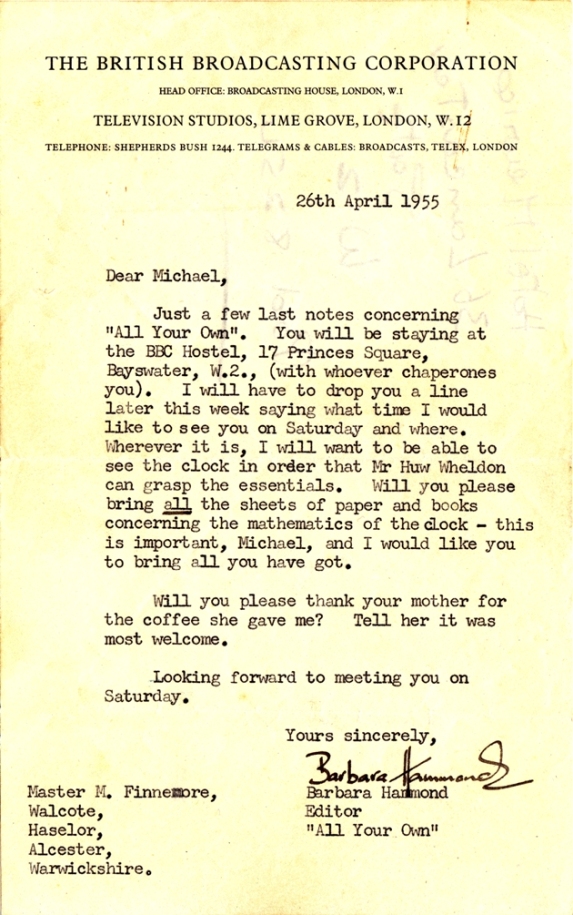 THE BRITISH BROADCASTING CORPORATION
HEAD OFFICE: BROADCASTING HOUSE, LONDON, W.1
TELEVISION STUDIOS, LIME GROVE, LONDON, W.12
TELEPHONE: SHEPHERDS BUSH 1244. TELEGRAMS & CABLES: BROADCASTS, TELEX, LONDON
26th April 1955
Dear Michael,
Just a few last notes concerning
"All Your Own". You will be staying at
the BBC Hostel, 17 Princes Square,
Bayswater, W.2., (with whoever chaperones
you). I will have to drop you a line
later this week saying what time I would
like to see you on Saturday and where.
Wherever it is, I will want to be able to
see the clock in order that Mr Huw Wheldon
can grasp the essentials. Will you please
bring all the sheets of paper and books
concerning the mathematics of the clock - this
is important, Michael, and I would like you
to bring all you have got.
Will you please thank your mother for
the coffee she gave me? Tell her it was
most welcome.
Looking forward to meeting you on
Saturday.
Yours sincerely,
Barbara Hammond
Barbara Hammond
Editor
"All Your Own"
Master M. Finnemore,
Walcote,
Haselor,
Alcester,
Warwickshire.